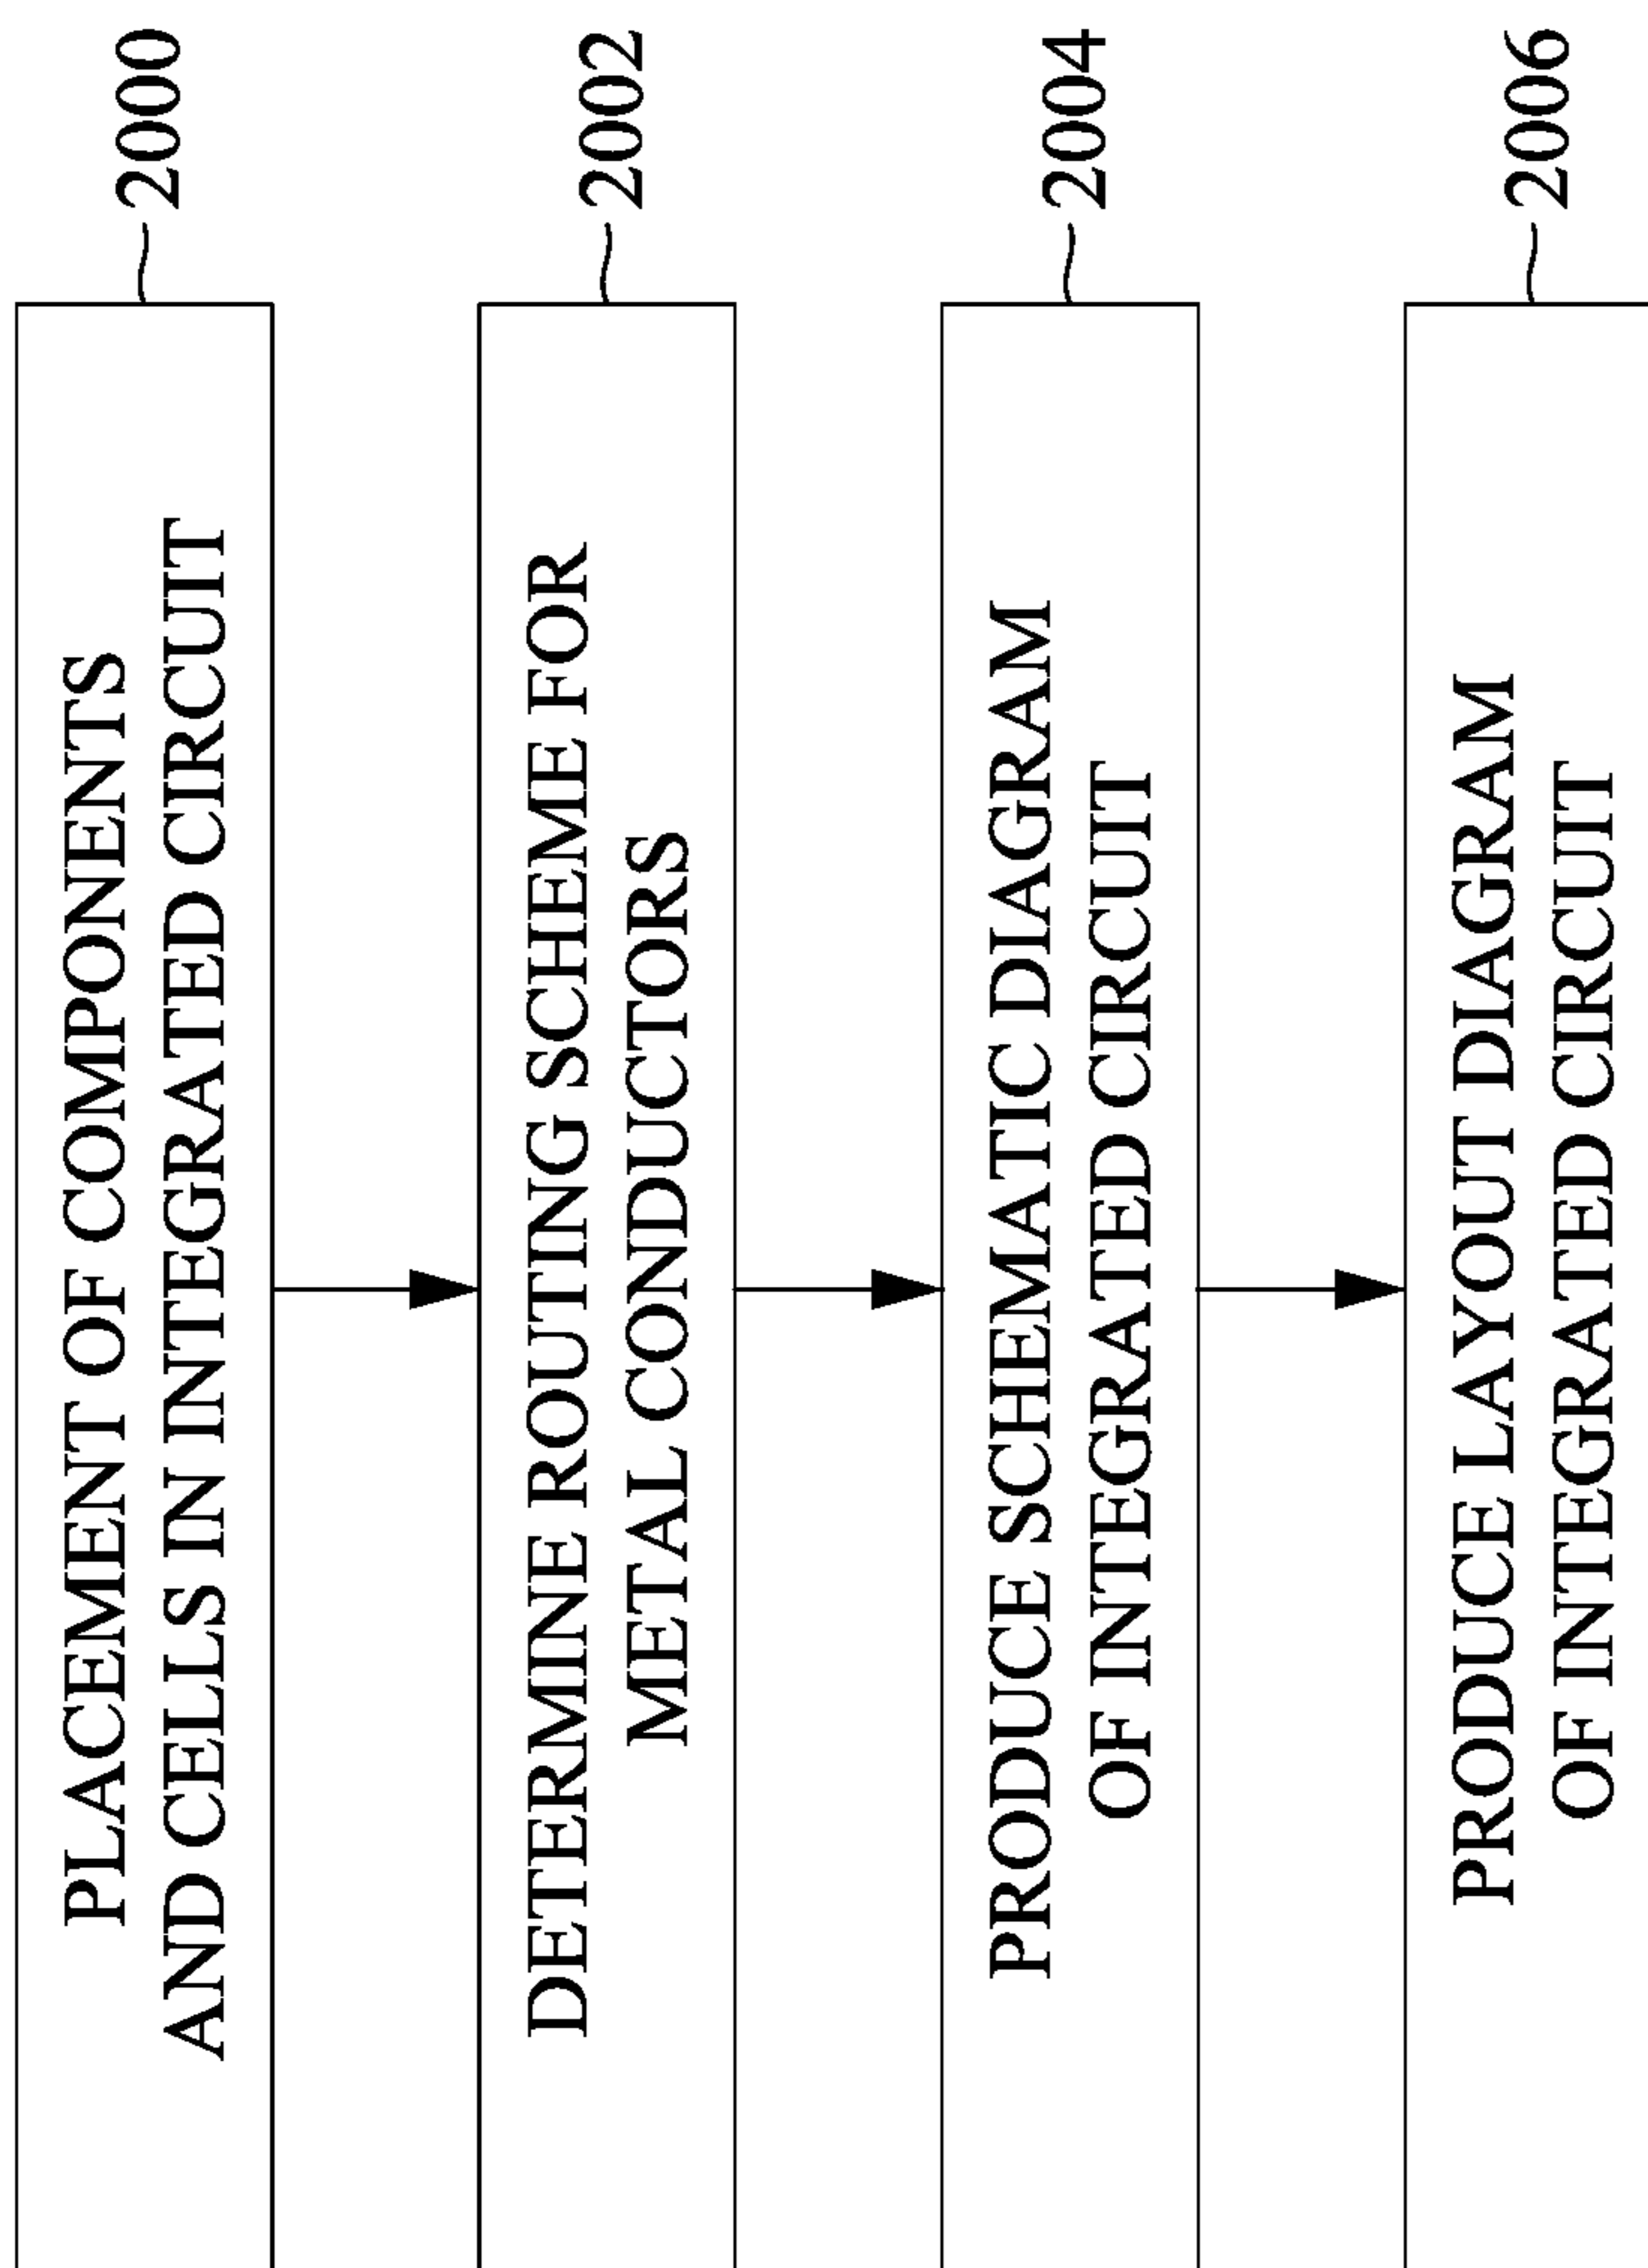 PLACEMENT OF COMPONENTS
AND CELLS IN INTEGRATED CIRCUIT
2000
DETERMINE ROUTING SCHEME FOR
METAL CONDUCTORS
2002
PRODUCE SCHEMATIC DIAGRAM
OF INTEGRATED CIRCUIT
2004
PRODUCE LAYOUT DIAGRAM
OF INTEGRATED CIRCUIT
2006